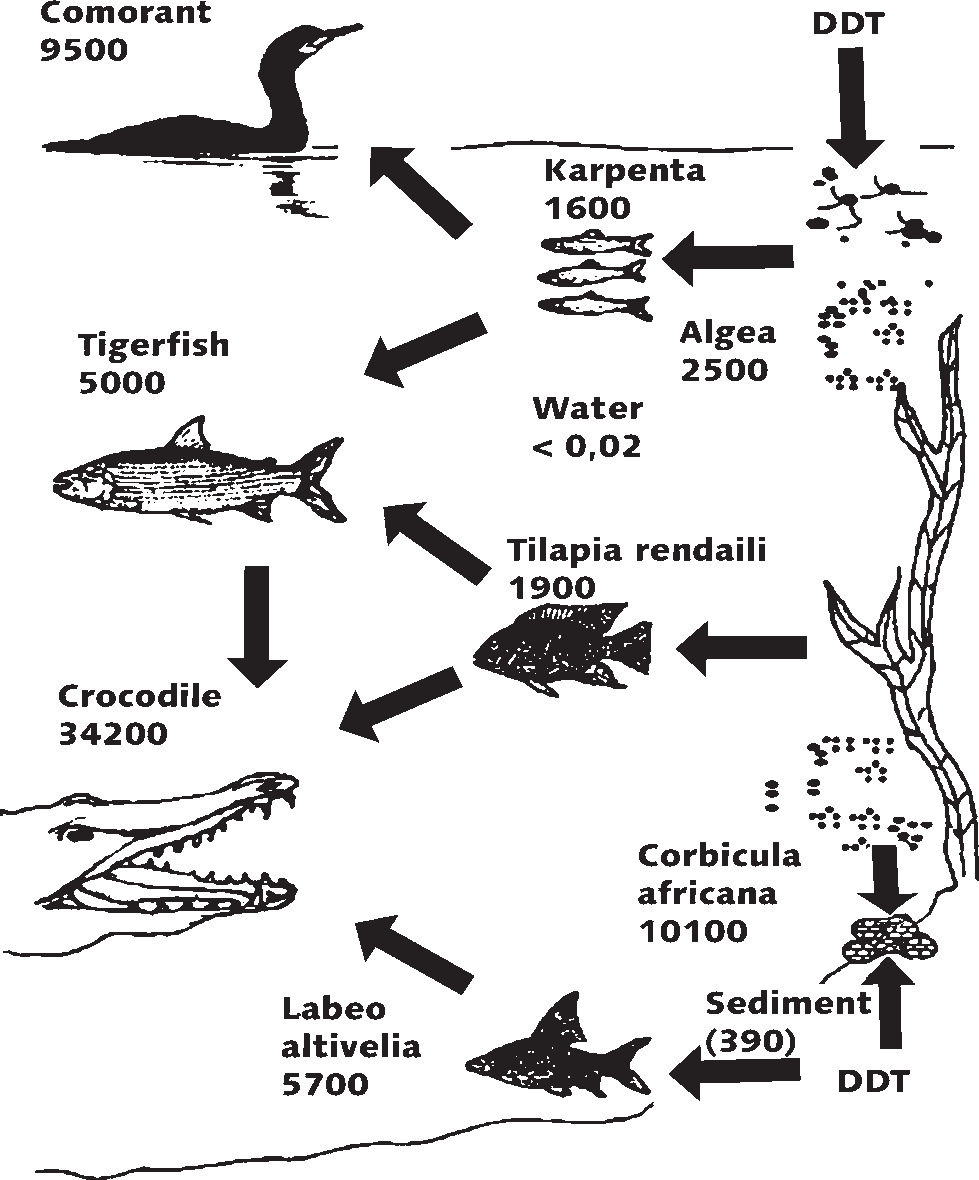 Comorant
9500
DDT
Karpenta
1600
Algea
2500
Tigerfish
5000
Water
< 0,02
Tilapia rendaili
1900
Crocodile
34200
Corbicula
africana
10100
Labeo
altivelia
5700
Sediment
(390)
DDT